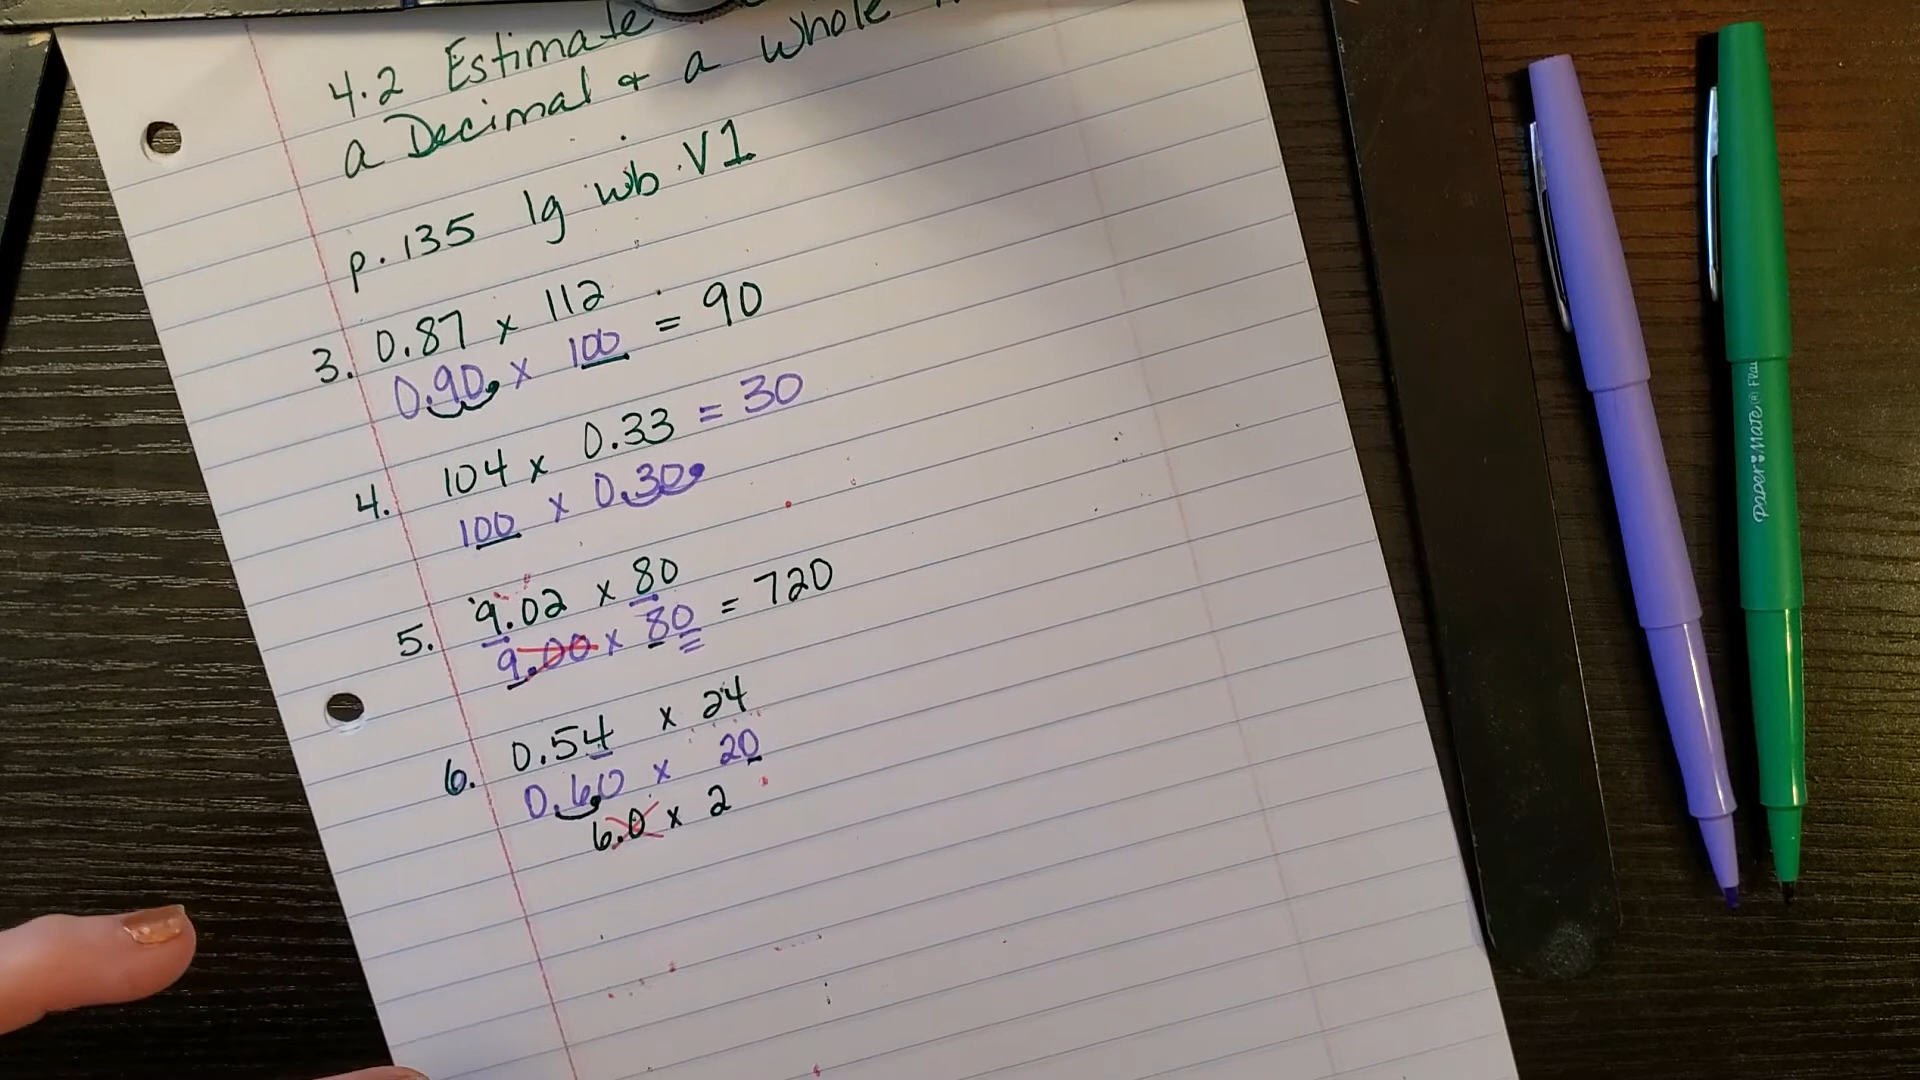 4.2 Estimate
a Decimal + a Whole
p. 135 lg wb V1
3. 0.87 x 112
0.90 x 100 = 90
4. 104 x 0.33 = 30
100 x 0.30
5. 9.02 x 80
9.00 x 80 = 720
6. 0.54 x 24
0.60 x 20
6.0 x 2
Paper Mate ® Flai